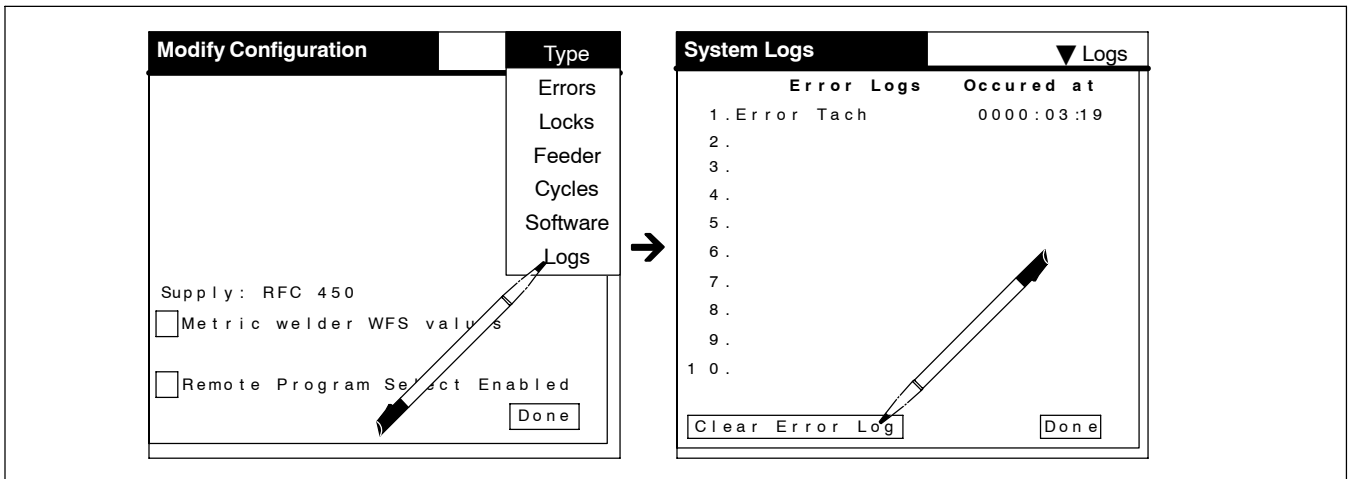 Modify Configuration
Type
Errors
Locks
Feeder
Cycles
Software
Logs
Supply: RFC 450
Metric welder WFS values
Remote Program Select Enabled
Done
System Logs
▼ Logs
Error Logs Occured at
1. Error Tach 0000:03:19
2.
3.
4.
5.
6.
7.
8.
9.
10.
Clear Error Log
Done